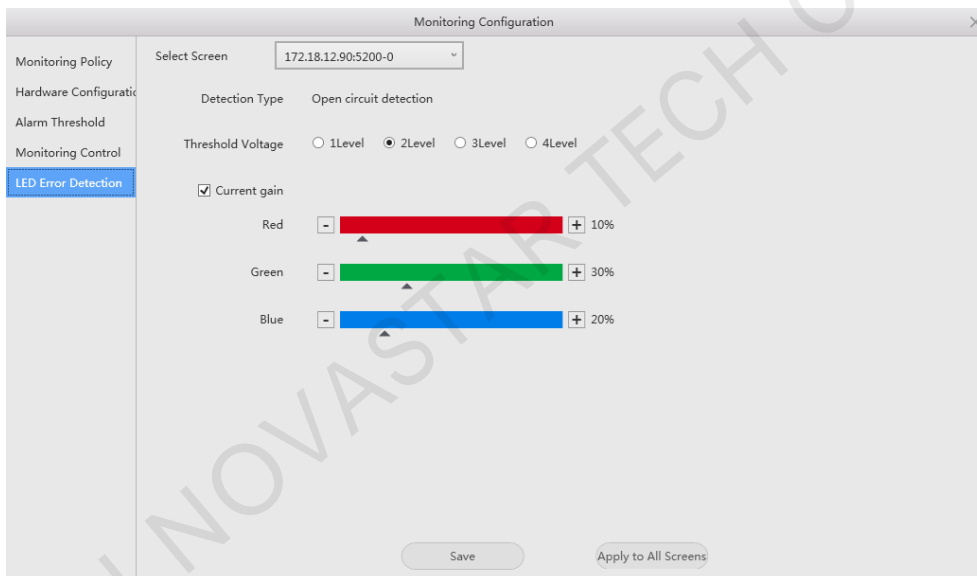 Monitoring Configuration
Monitoring Policy
Hardware Configuratio
Alarm Threshold
Monitoring Control
LED Error Detection
Select Screen 172.18.12.90:5200-0
Detection Type Open circuit detection
Threshold Voltage 1Level 2Level 3Level 4Level
Current gain
Red - + 10%
Green - + 30%
Blue - + 20%
Save Apply to All Screens
NOVASTAR TECH